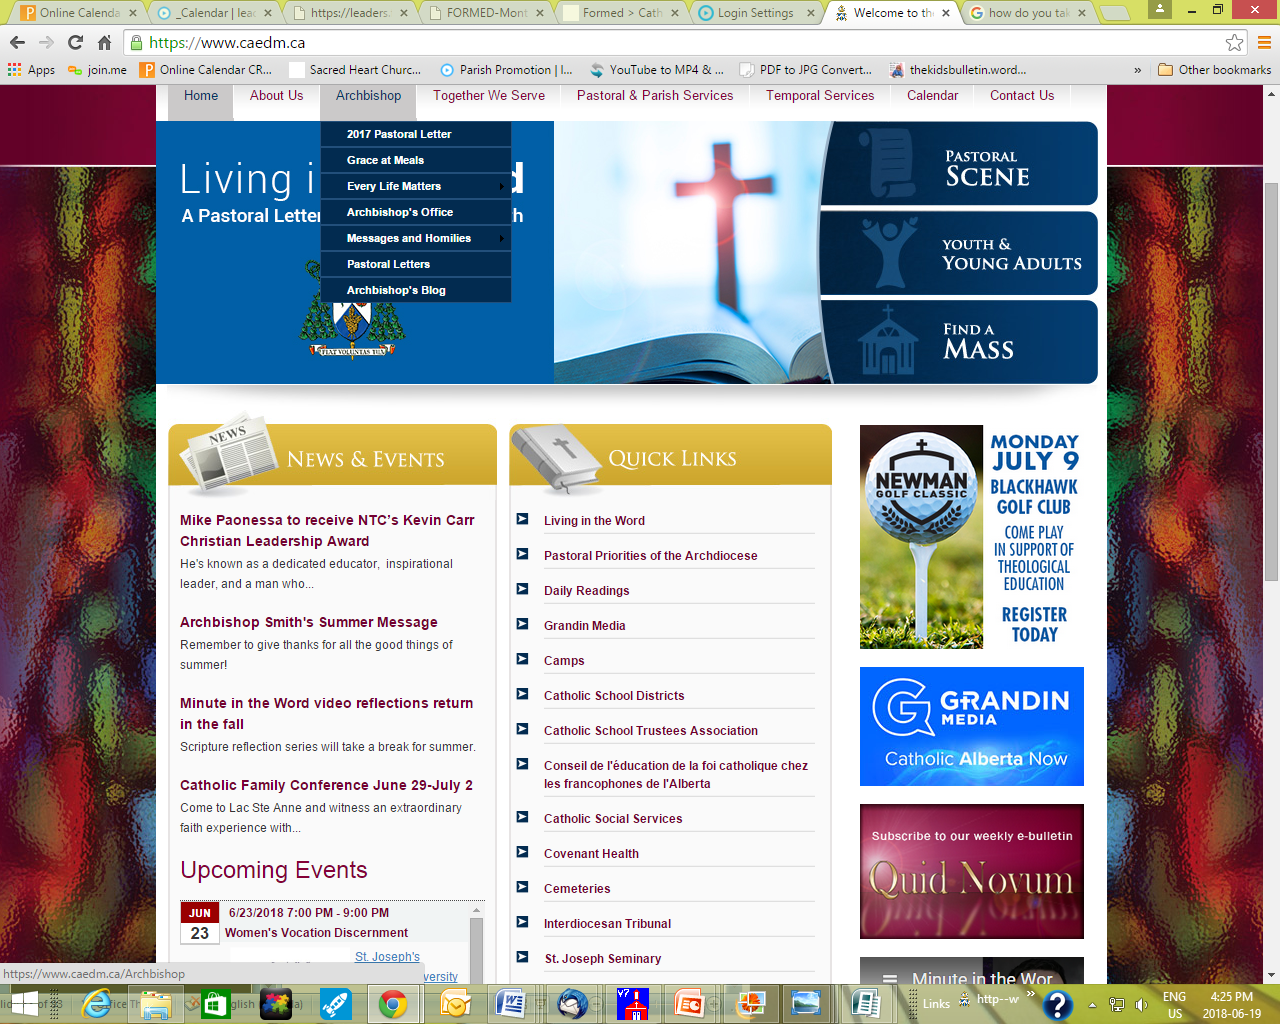 Online Calenda
_Calendar | lea
https://leaders.
FORMED-Mont
Formed > Cath
Login Settings
Welcome to the
how do you tak
https://www.caedm.ca
Apps
join.me
Online Calendar CR...
Sacred Heart Churc...
Parish Promotion | l...
YouTube to MP4 & ...
PDF to JPG Convert...
thekidsbulletin.word...
»
Other bookmarks
Home
About Us
Archbishop
Together We Serve
Pastoral & Parish Services
Temporal Services
Calendar
Contact Us
2017 Pastoral Letter
Grace at Meals
Every Life Matters
Archbishop's Office
Messages and Homilies
Pastoral Letters
Archbishop's Blog
Living i
d
A Pastoral Letter
h
FIAT VOLUNTAS TUA
PASTORAL
SCENE
YOUTH &
YOUNG ADULTS
FIND A
MASS
NEWS
NEWS & EVENTS
Mike Paonessa to receive NTC's Kevin Carr
Christian Leadership Award
He's known as a dedicated educator, inspirational
leader, and a man who...
Archbishop Smith's Summer Message
Remember to give thanks for all the good things of
summer!
Minute in the Word video reflections return
in the fall
Scripture reflection series will take a break for summer.
Catholic Family Conference June 29-July 2
Come to Lac Ste Anne and witness an extraordinary
faith experience with...
Upcoming Events
JUN
23
6/23/2018 7:00 PM - 9:00 PM
Women's Vocation Discernment
St. Joseph's
versity
QUICK LINKS
Living in the Word
Pastoral Priorities of the Archdiocese
Daily Readings
Grandin Media
Camps
Catholic School Districts
Catholic School Trustees Association
Conseil de l'éducation de la foi catholique chez
les francophones de l'Alberta
Catholic Social Services
Covenant Health
Cemeteries
Interdiocesan Tribunal
St. Joseph Seminary
NEWMAN
GOLF CLASSIC
MONDAY
JULY 9
BLACKHAWK
GOLF CLUB
COME PLAY
IN SUPPORT OF
THEOLOGICAL
EDUCATION
REGISTER
TODAY
GRANDIN
MEDIA
Catholic Alberta Now
Subscribe to our weekly e-bulletin
Quid Novum
Minute in the Wor
https://www.caedm.ca/Archbishop
Links
http--w
»
ENG
US
4:25 PM
2018-06-19